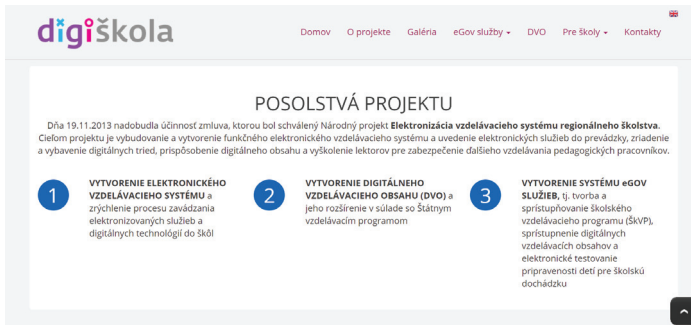 digiškola
Domov O projekte Galéria eGov služby DVO Pre školy Kontakty
POSOLSTVÁ PROJEKTU
Dňa 19.11.2013 nadobudla účinnosť zmluva, ktorou bol schválený Národný projekt Elektronizácia vzdelávacieho systému regionálneho školstva.
Cieľom projektu je vybudovanie a vytvorenie funkčného elektronického vzdelávacieho systému a uvedenie elektronických služieb do prevádzky, zriadenie
a vybavenie digitálnych tried, prispôsobenie digitálneho obsahu a vyškolenie lektorov pre zabezpečenie ďalšieho vzdelávania pedagogických pracovníkov.
1
VYTVORENIE ELEKTRONICKÉHO
VZDELÁVACIEHO SYSTÉMU a
zrýchlenie procesu zavádzania
elektronizovaných služieb a
digitálnych technológií do škôl
2
VYTVORENIE DIGITÁLNEHO
VZDELÁVACIEHO OBSAHU (DVO) a
jeho rozšírenie v súlade so Štátnym
vzdelávacím programom
3
VYTVORENIE SYSTÉMU eGOV
SLUŽIEB, tj. tvorba a
sprístupňovanie školského
vzdelávacieho programu (ŠkVP),
sprístupnenie digitálnych
vzdelávacích obsahov a
elektronické testovanie
pripravenosti detí pre školskú
dochádzku